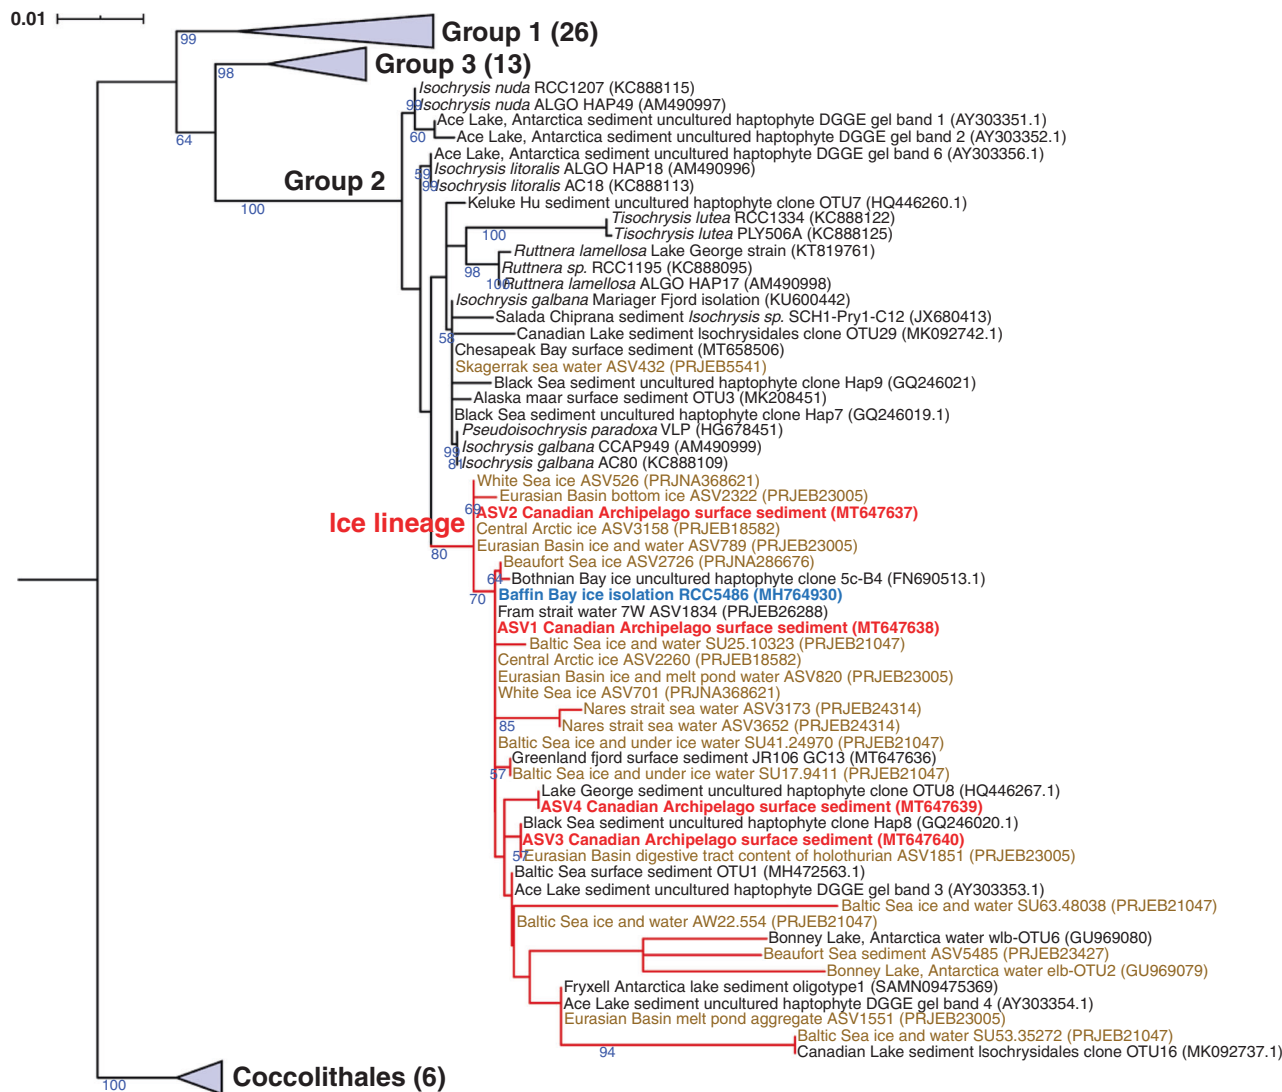 0.01
99
Group 1 (26)
98
Group 3 (13)
64
Isochrysis nuda RCC1207 (KC888115)
99
Isochrysis nuda ALGO HAP49 (AM490997)
Ace Lake, Antarctica sediment uncultured haptophyte DGGE gel band 1 (AY303351.1)
60
Ace Lake, Antarctica sediment uncultured haptophyte DGGE gel band 2 (AY303352.1)
Ace Lake, Antarctica sediment uncultured haptophyte DGGE gel band 6 (AY303356.1)
59
Isochrysis litoralis ALGO HAP18 (AM490996)
Group 2
99
Isochrysis litoralis AC18 (KC888113)
100
Keluke Hu sediment uncultured haptophyte clone OTU7 (HQ446260.1)
Tisochrysis lutea RCC1334 (KC888122)
100
Tisochrysis lutea PLY506A (KC888125)
Ruttnera lamellosa Lake George strain (KT819761)
98
Ruttnera sp. RCC1195 (KC888095)
100
Ruttnera lamellosa ALGO HAP17 (AM490998)
Isochrysis galbana Mariager Fjord isolation (KU600442)
Salada Chiprana sediment Isochrysis sp. SCH1-Pry1-C12 (JX680413)
58
Canadian Lake sediment Isochrysidales clone OTU29 (MK092742.1)
Chesapeak Bay surface sediment (MT658506)
Skagerrak sea water ASV432 (PRJEB5541)
Black Sea sediment uncultured haptophyte clone Hap9 (GQ246021)
Alaska maar surface sediment OTU3 (MK208451)
Black Sea sediment uncultured haptophyte clone Hap7 (GQ246019.1)
Pseudoisochrysis paradoxa VLP (HG678451)
99
Isochrysis galbana CCAP949 (AM490999)
81
Isochrysis galbana AC80 (KC888109)
White Sea ice ASV526 (PRJNA368621)
Eurasian Basin bottom ice ASV2322 (PRJEB23005)
69
ASV2 Canadian Archipelago surface sediment (MT647637)
Ice lineage
Central Arctic ice ASV3158 (PRJEB18582)
80
Eurasian Basin ice and water ASV789 (PRJEB23005)
Beaufort Sea ice ASV2726 (PRJNA286676)
64
Bothnian Bay ice uncultured haptophyte clone 5c-B4 (FN690513.1)
70
Baffin Bay ice isolation RCC5486 (MH764930)
Fram strait water 7W ASV1834 (PRJEB26288)
ASV1 Canadian Archipelago surface sediment (MT647638)
Baltic Sea ice and water SU25.10323 (PRJEB21047)
Central Arctic ice ASV2260 (PRJEB18582)
Eurasian Basin ice and melt pond water ASV820 (PRJEB23005)
White Sea ice ASV701 (PRJNA368621)
Nares strait sea water ASV3173 (PRJEB24314)
85
Nares strait sea water ASV3652 (PRJEB24314)
Baltic Sea ice and under ice water SU41.24970 (PRJEB21047)
Greenland fjord surface sediment JR106 GC13 (MT647636)
57
Baltic Sea ice and under ice water SU17.9411 (PRJEB21047)
Lake George sediment uncultured haptophyte clone OTU8 (HQ446267.1)
ASV4 Canadian Archipelago surface sediment (MT647639)
Black Sea sediment uncultured haptophyte clone Hap8 (GQ246020.1)
ASV3 Canadian Archipelago surface sediment (MT647640)
57
Eurasian Basin digestive tract content of holothurian ASV1851 (PRJEB23005)
Baltic Sea surface sediment OTU1 (MH472563.1)
Ace Lake sediment uncultured haptophyte DGGE gel band 3 (AY303353.1)
Baltic Sea ice and water SU63.48038 (PRJEB21047)
Baltic Sea ice and water AW22.554 (PRJEB21047)
Bonney Lake, Antarctica water wlb-OTU6 (GU969080)
Beaufort Sea sediment ASV5485 (PRJEB23427)
Bonney Lake, Antarctica water elb-OTU2 (GU969079)
Fryxell Antarctica lake sediment oligotype1 (SAMN09475369)
Ace Lake sediment uncultured haptophyte DGGE gel band 4 (AY303354.1)
Eurasian Basin melt pond aggregate ASV1551 (PRJEB23005)
Baltic Sea ice and water SU53.35272 (PRJEB21047)
94
Canadian Lake sediment Isochrysidales clone OTU16 (MK092737.1)
100
Coccolithales (6)